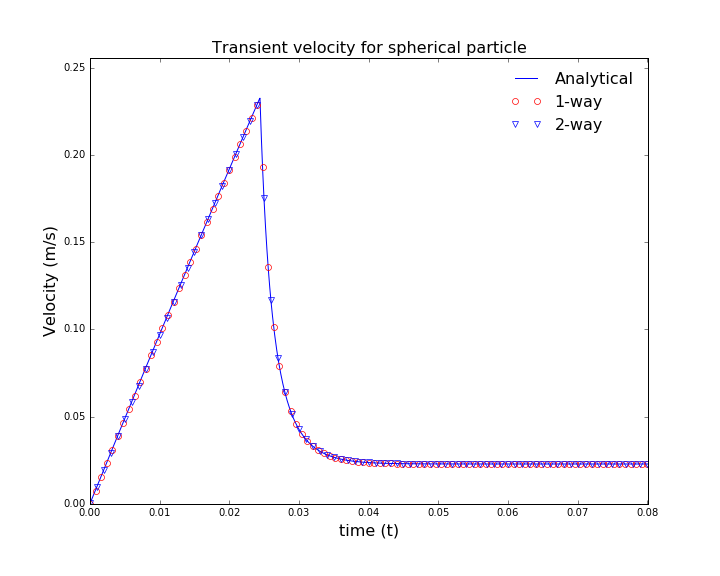 Transient velocity for spherical particle
Analytical
1-way
2-way
Velocity (m/s)
0.25
0.20
0.15
0.10
0.05
0.00
0.00 0.01 0.02 0.03 0.04 0.05 0.06 0.07 0.08
time (t)